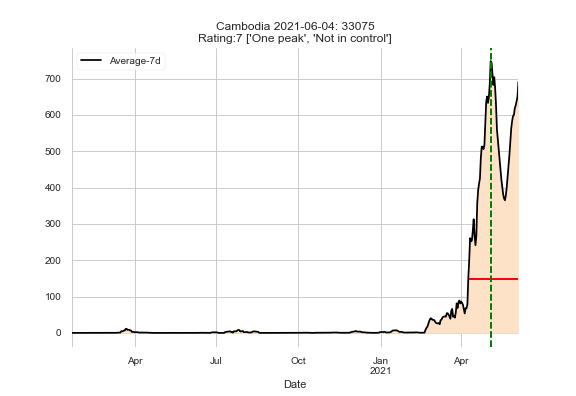 Cambodia 2021-06-04: 33075
Rating:7 ['One peak', 'Not in control']
Average-7d
700
600
500
400
300
200
100
0
Apr
Jul
Oct
Jan
2021
Apr
Date